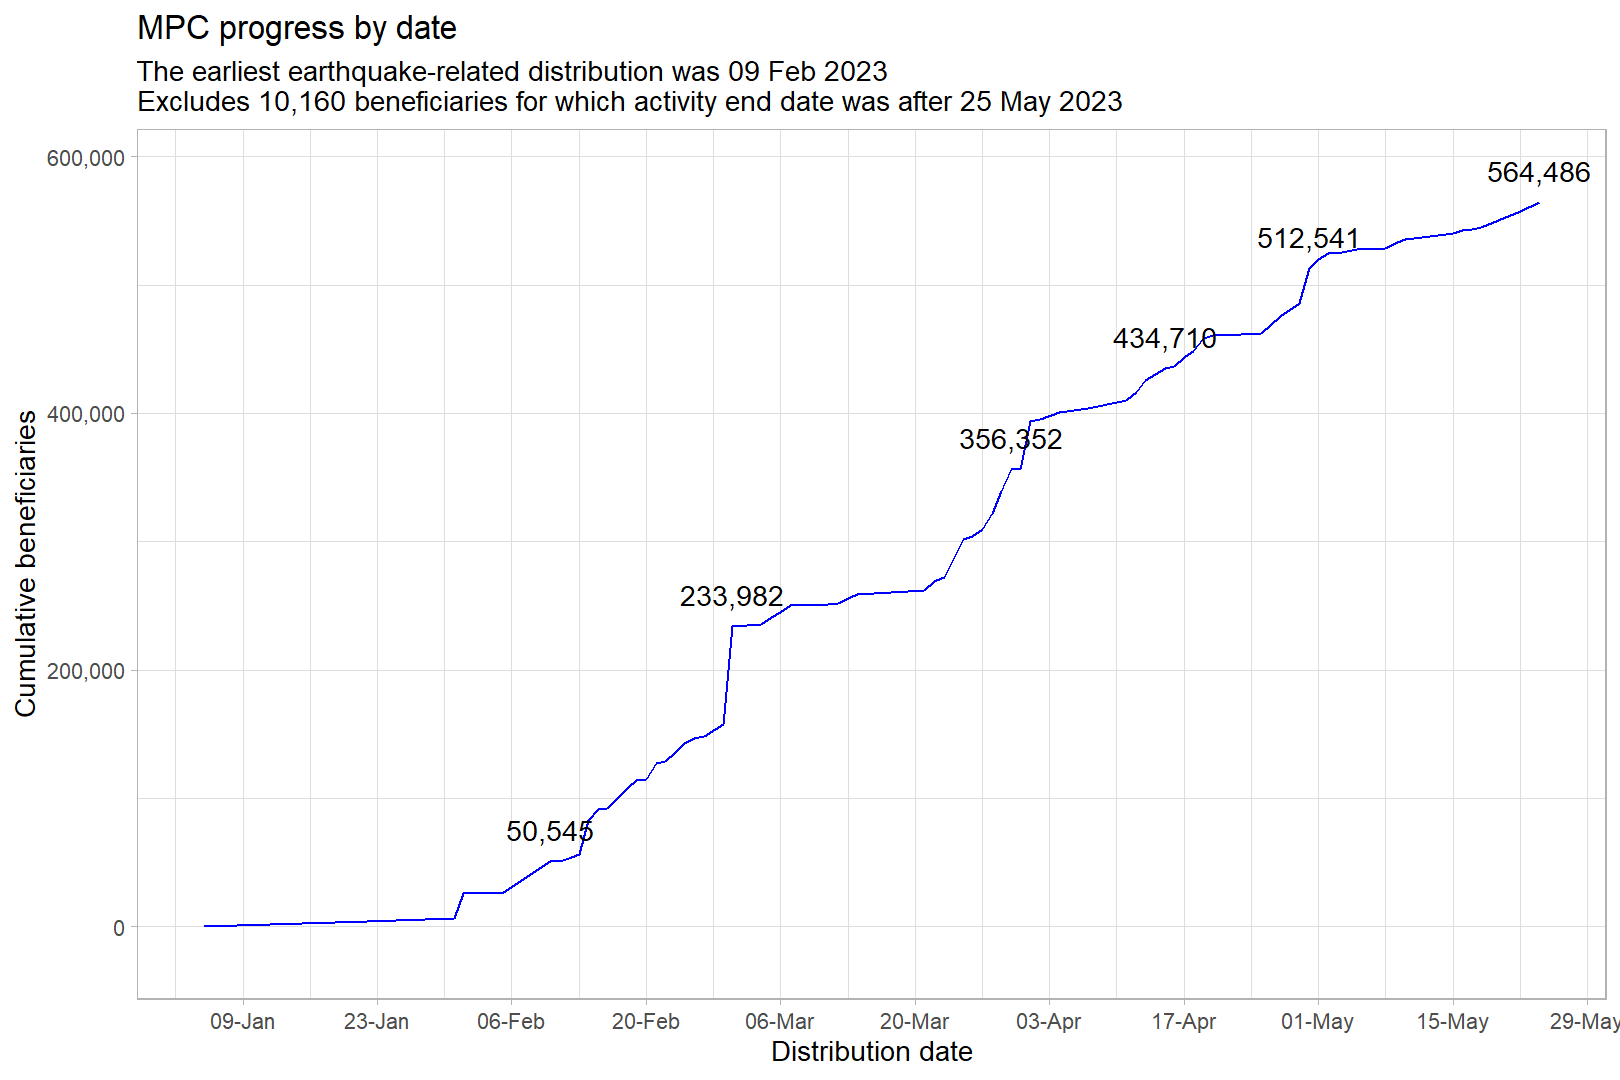 MPC progress by date
The earliest earthquake-related distribution was 09 Feb 2023
Excludes 10,160 beneficiaries for which activity end date was after 25 May 2023
600,000
400,000
200,000
0
Cumulative beneficiaries
564,486
512,541
434,710
356,352
233,982
50,545
09-Jan 23-Jan 06-Feb 20-Feb 06-Mar 20-Mar 03-Apr 17-Apr 01-May 15-May 29-May
Distribution date